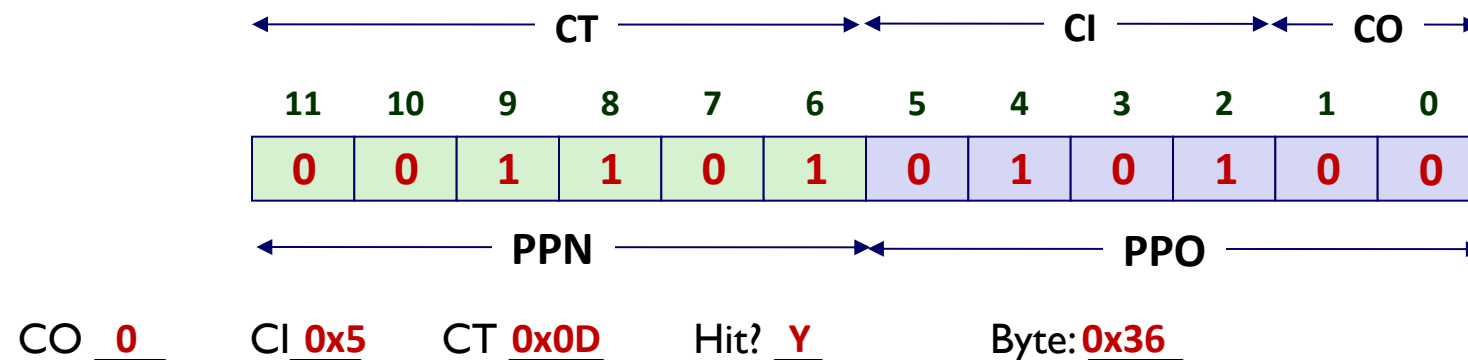 CT CI CO
11 10 9 8 7 6 5 4 3 2 1 0
0 0 1 1 0 1 0 1 0 1 0 0
PPN PPO
CO 0 CI 0x5 CT 0x0D Hit? Y Byte: 0x36